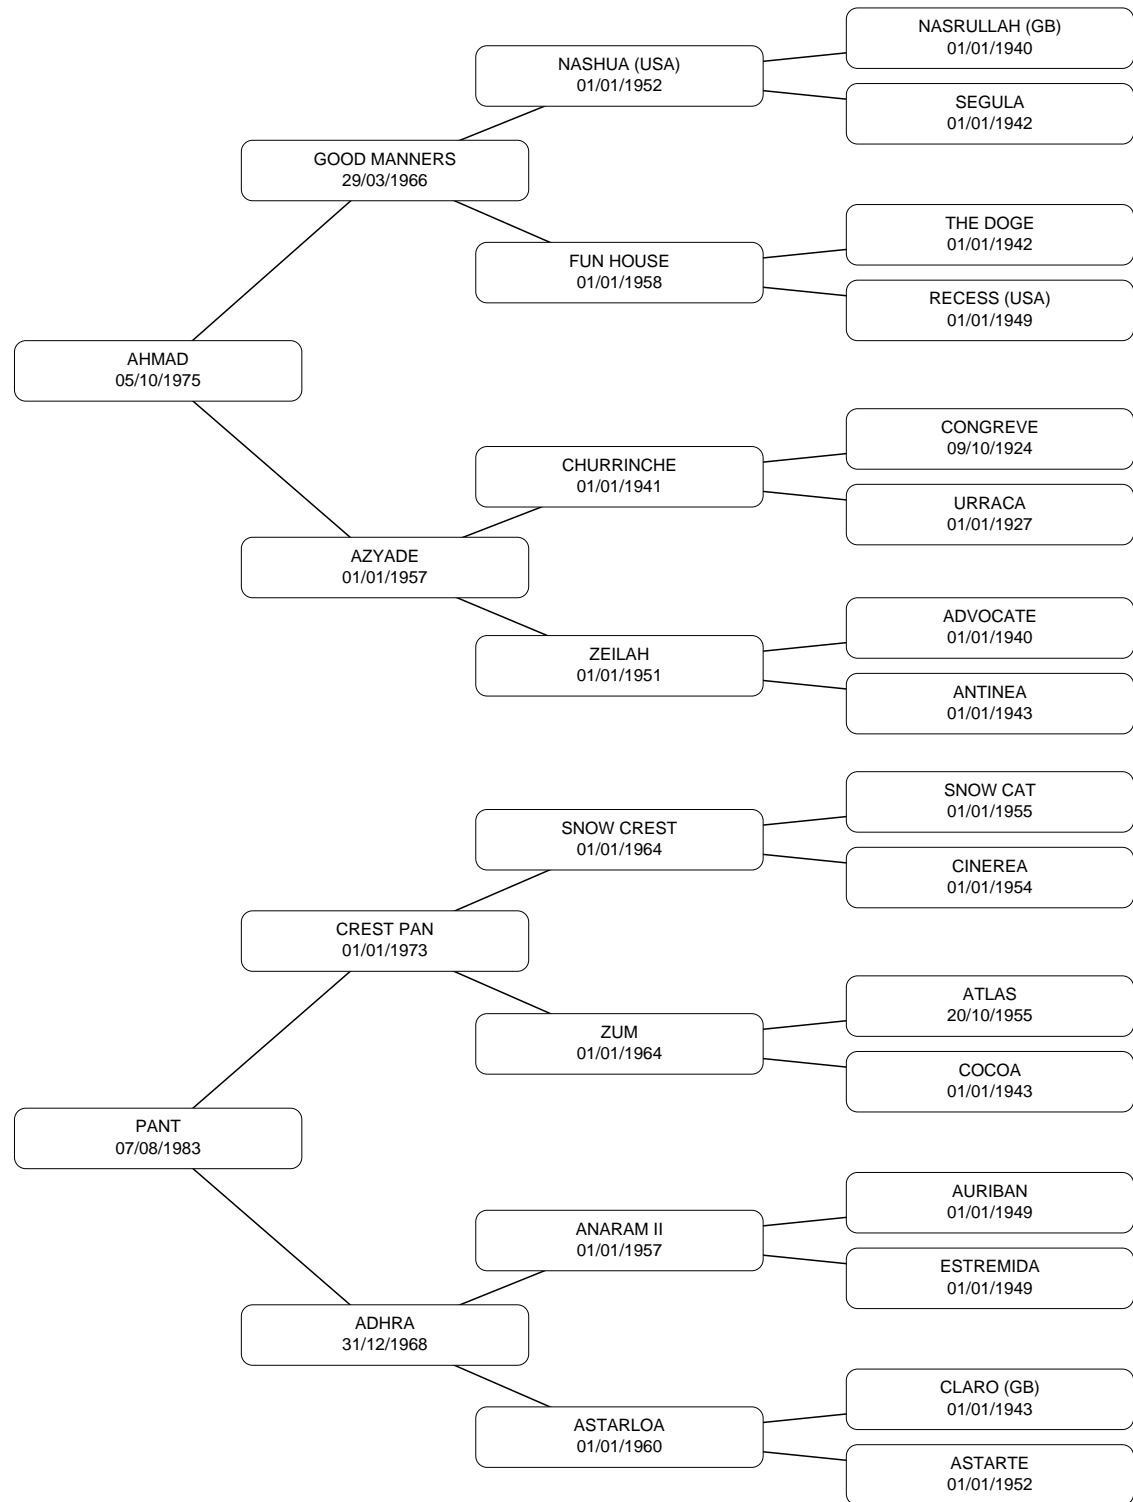 NASRULLAH (GB)
01/01/1940
NASHUA (USA)
01/01/1952
SEGULA
01/01/1942
GOOD MANNERS
29/03/1966
THE DOGE
01/01/1942
FUN HOUSE
01/01/1958
RECESS (USA)
01/01/1949
AHMAD
05/10/1975
CONGREVE
09/10/1924
CHURRINCHE
01/01/1941
URRACA
01/01/1927
AZYADE
01/01/1957
ADVOCATE
01/01/1940
ZEILAH
01/01/1951
ANTINEA
01/01/1943
SNOW CAT
01/01/1955
SNOW CREST
01/01/1964
CINEREA
01/01/1954
CREST PAN
01/01/1973
ATLAS
20/10/1955
ZUM
01/01/1964
COCOA
01/01/1943
PANT
07/08/1983
AURIBAN
01/01/1949
ANARAM II
01/01/1957
ESTREMIDA
01/01/1949
ADHRA
31/12/1968
CLARO (GB)
01/01/1943
ASTARLOA
01/01/1960
ASTARTE
01/01/1952